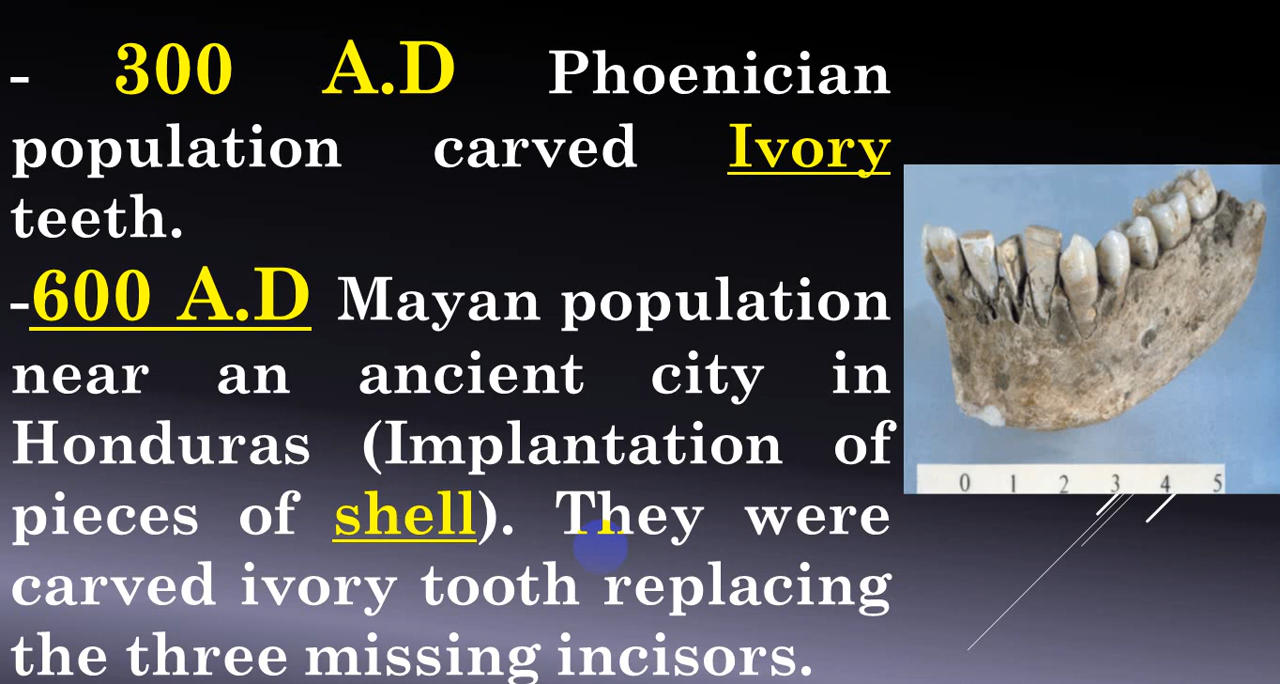 - 300 A.D Phoenician
population carved Ivory
teeth.
-600 A.D Mayan population
near an ancient city in
Honduras (Implantation of
pieces of shell). They were
carved ivory tooth replacing
the three missing incisors.
0 1 2 3 4 5